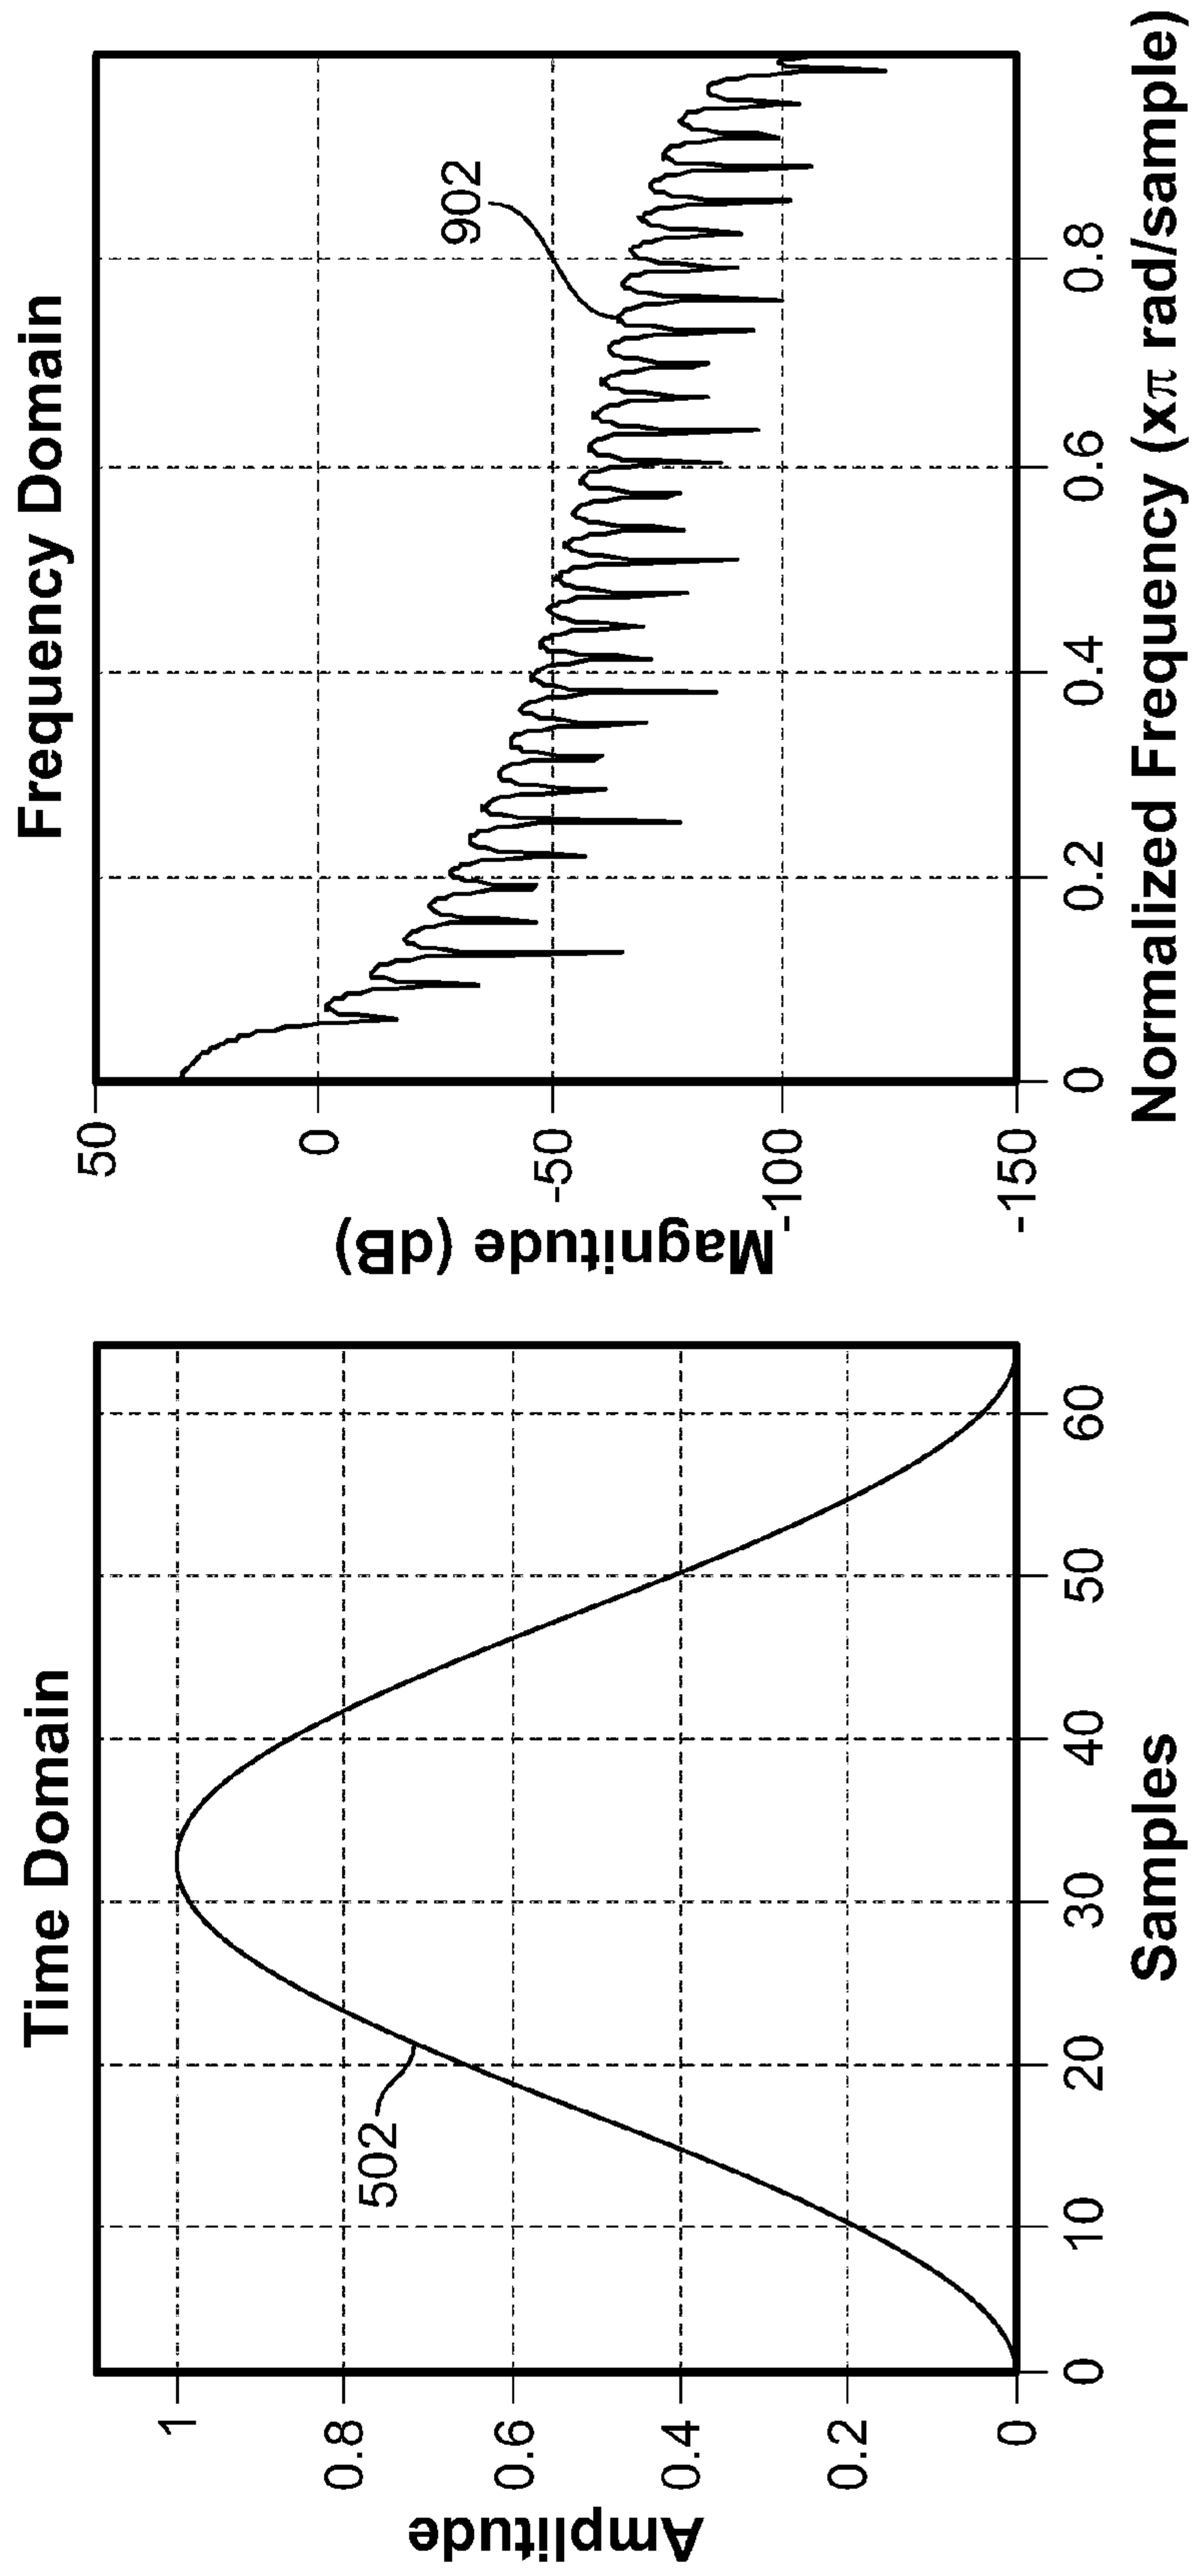 Time Domain
Amplitude
1
0.8
0.6
0.4
0.2
0
502
0 10 20 30 40 50 60
Samples
Frequency Domain
Magnitude (dB)
50
0
-50
-100
-150
902
0 0.2 0.4 0.6 0.8
Normalized Frequency (xπ rad/sample)